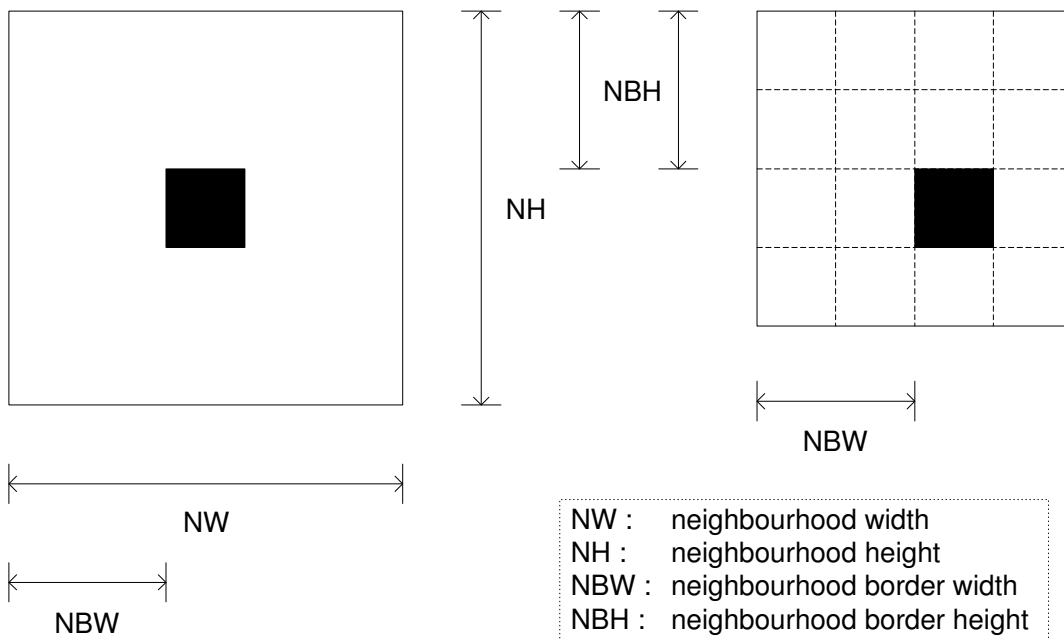 NBH
NH
NBW
NW
NBW
NW : neighbourhood width
NH : neighbourhood height
NBW : neighbourhood border width
NBH : neighbourhood border height